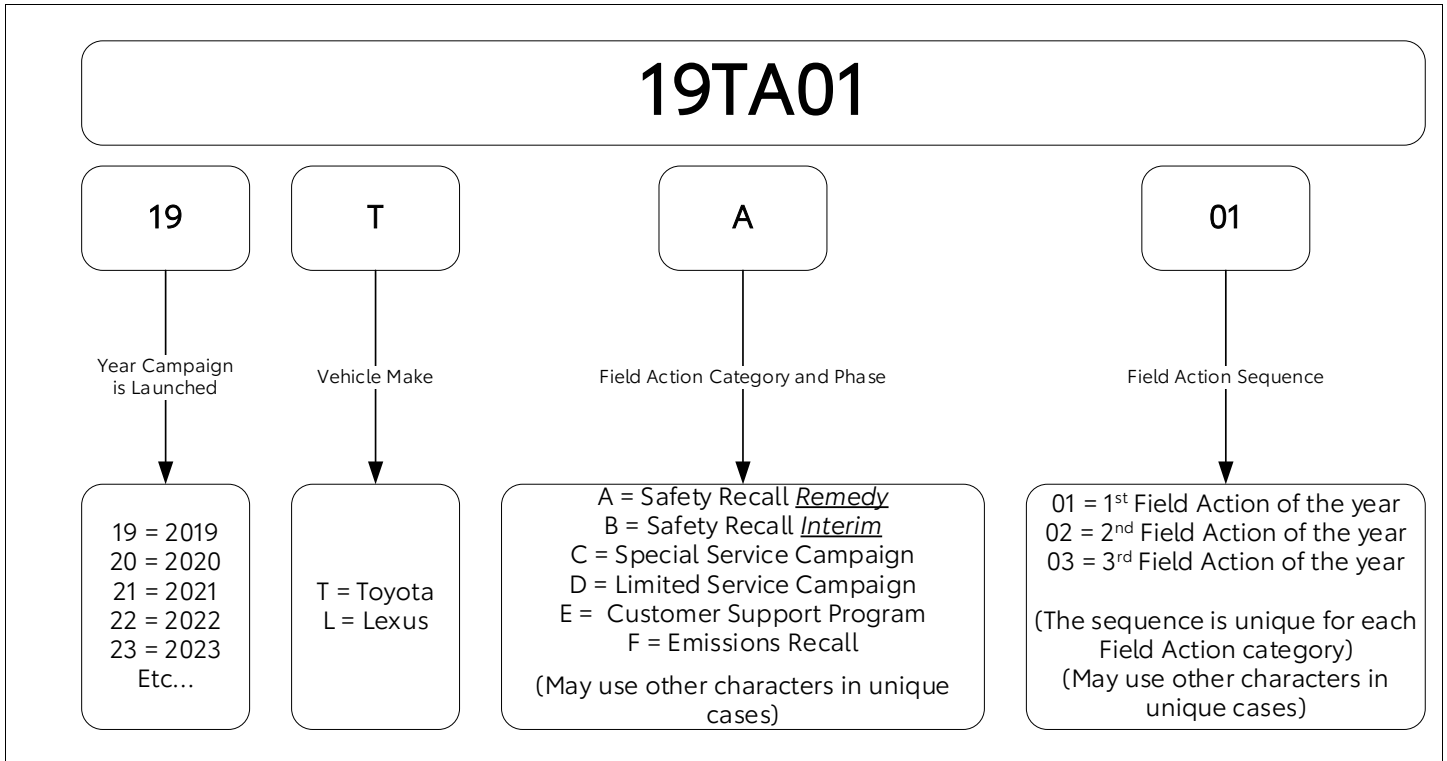 19TA01
19
T
A
01
Year Campaign
is Launched
Vehicle Make
Field Action Category and Phase
Field Action Sequence
19 = 2019
20 = 2020
21 = 2021
22 = 2022
23 = 2023
Etc...
T = Toyota
L = Lexus
A = Safety Recall Remedy
B = Safety Recall Interim
C = Special Service Campaign
D = Limited Service Campaign
E =  Customer Support Program
F = Emissions Recall
(May use other characters in unique
cases)
01 = 1st Field Action of the year
02 = 2nd Field Action of the year
03 = 3rd Field Action of the year
(The sequence is unique for each
Field Action category)
(May use other characters in
unique cases)